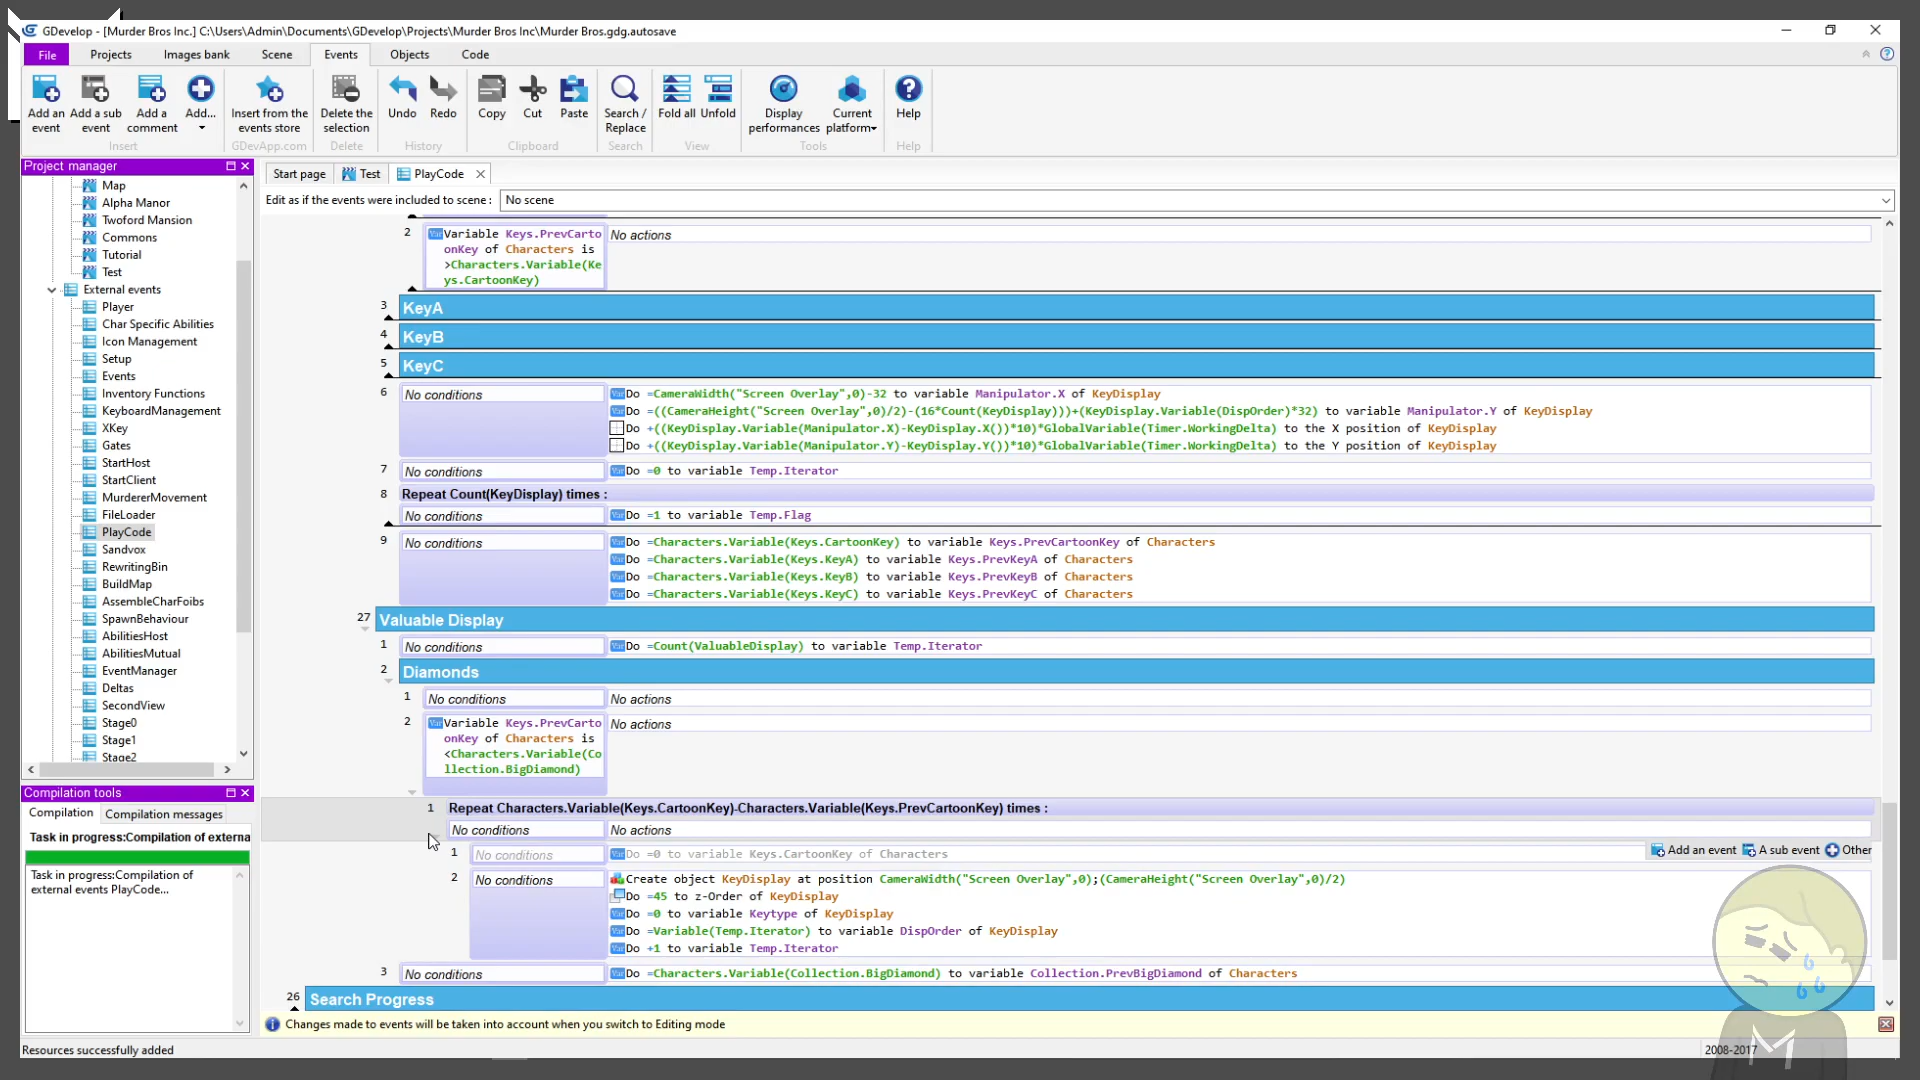 GDevelop - [Murder Bros Inc.] C:\Users\Admin\Documents\GDevelop\Projects\Murder Bros Inc\Murder Bros.gdg.autosave
File Projects Images bank Scene Events Objects Code
Add an event
Add a sub event
Add a comment
Add...
Insert from the events store
Delete the selection
Undo
Redo
Copy
Cut
Paste
Search / Replace
Fold all
Unfold
Display performances
Current platform
Help
Insert GDevApp.com Delete History Clipboard Search View Tools Help
Project manager
Map
Alpha Manor
Twoford Mansion
Commons
Tutorial
Test
External events
Player
Char Specific Abilities
Icon Management
Setup
Events
Inventory Functions
KeyboardManagement
XKey
Gates
StartHost
StartClient
MurdererMovement
FileLoader
PlayCode
Sandvox
RewritingBin
BuildMap
AssembleCharFoibs
SpawnBehaviour
AbilitiesHost
AbilitiesMutual
EventManager
Deltas
SecondView
Stage0
Stage1
Stage2
Compilation tools
Compilation Compilation messages
Task in progress:Compilation of externa
Task in progress:Compilation of
external events PlayCode...
Start page Test PlayCode
Edit as if the events were included to scene : No scene
2 Variable Keys.PrevCarto No actions
onKey of Characters is
>Characters.Variable(Ke
ys.CartoonKey)
3 KeyA
4 KeyB
5 KeyC
6 No conditions Do =CameraWidth("Screen Overlay",0)-32 to variable Manipulator.X of KeyDisplay
Do =((CameraHeight("Screen Overlay",0)/2)-(16*Count(KeyDisplay)))+(KeyDisplay.Variable(DispOrder)*32) to variable Manipulator.Y of KeyDisplay
Do +((KeyDisplay.Variable(Manipulator.X)-KeyDisplay.X())*10)*GlobalVariable(Timer.WorkingDelta) to the X position of KeyDisplay
Do +((KeyDisplay.Variable(Manipulator.Y)-KeyDisplay.Y())*10)*GlobalVariable(Timer.WorkingDelta) to the Y position of KeyDisplay
7 No conditions Do =0 to variable Temp.Iterator
8 Repeat Count(KeyDisplay) times :
No conditions Do =1 to variable Temp.Flag
9 No conditions Do =Characters.Variable(Keys.CartoonKey) to variable Keys.PrevCartoonKey of Characters
Do =Characters.Variable(Keys.KeyA) to variable Keys.PrevKeyA of Characters
Do =Characters.Variable(Keys.KeyB) to variable Keys.PrevKeyB of Characters
Do =Characters.Variable(Keys.KeyC) to variable Keys.PrevKeyC of Characters
27 Valuable Display
1 No conditions Do =Count(ValuableDisplay) to variable Temp.Iterator
2 Diamonds
1 No conditions No actions
2 Variable Keys.PrevCarto No actions
onKey of Characters is
<Characters.Variable(Co
llection.BigDiamond)
1 Repeat Characters.Variable(Keys.CartoonKey)-Characters.Variable(Keys.PrevCartoonKey) times :
No conditions No actions
1 No conditions Do =0 to variable Keys.CartoonKey of Characters Add an event A sub event Other
2 No conditions Create object KeyDisplay at position CameraWidth("Screen Overlay",0);(CameraHeight("Screen Overlay",0)/2)
Do =45 to z-Order of KeyDisplay
Do =0 to variable Keytype of KeyDisplay
Do =Variable(Temp.Iterator) to variable DispOrder of KeyDisplay
Do +1 to variable Temp.Iterator
3 No conditions Do =Characters.Variable(Collection.BigDiamond) to variable Collection.PrevBigDiamond of Characters
26 Search Progress
Changes made to events will be taken into account when you switch to Editing mode
Resources successfully added 2008-2017